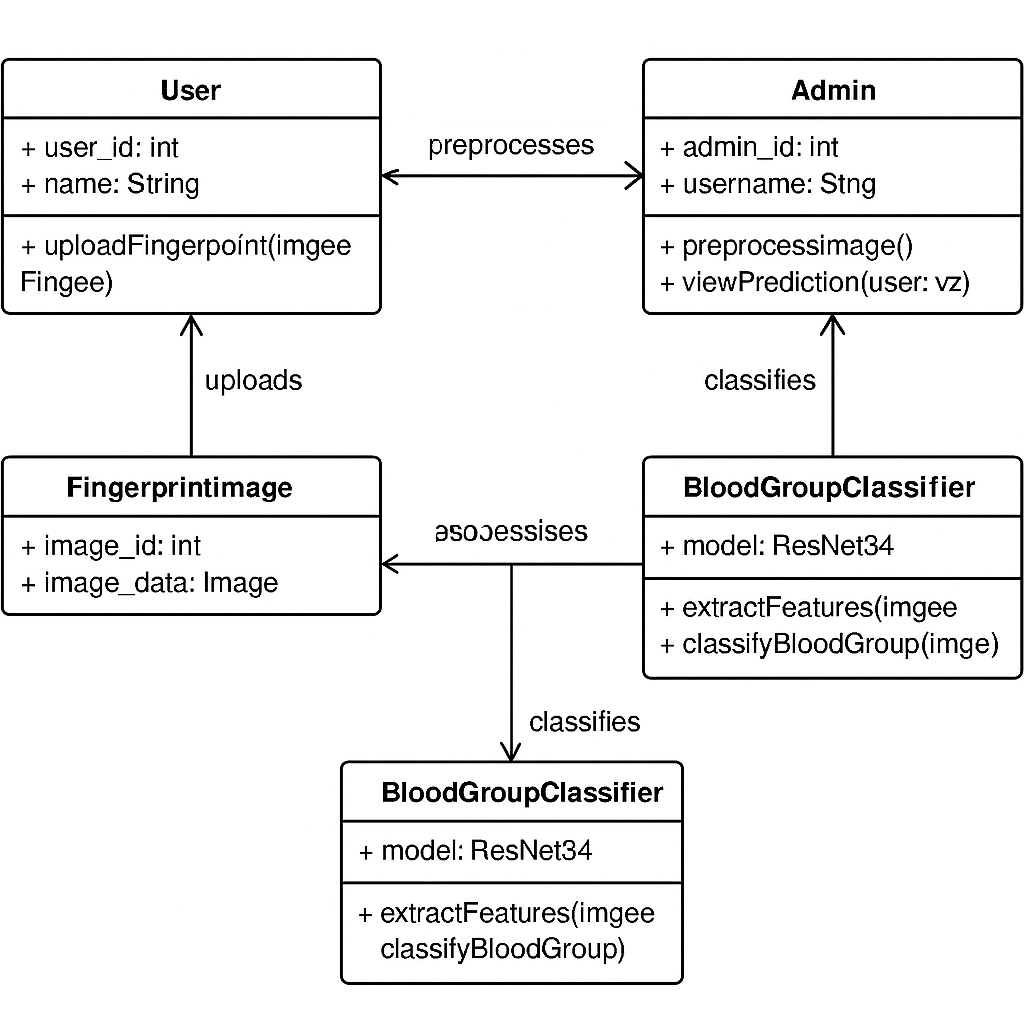 User
+ user_id: int
+ name: String
+ uploadFingerpoínt(imgee
Fingee)
preprocesses
Admin
+ admin_id: int
+ username: Stng
+ preprocessimage()
+ viewPrediction(user: vz)
uploads
classifies
Fingerprintimage
+ image_id: int
+ image_data: Image
BloodGroupClassifier
+ model: ResNet34
+ extractFeatures(imgee
+ classifyBloodGroup(imge)
classifies
BloodGroupClassifier
+ model: ResNet34
+ extractFeatures(imgee
classifyBloodGroup)